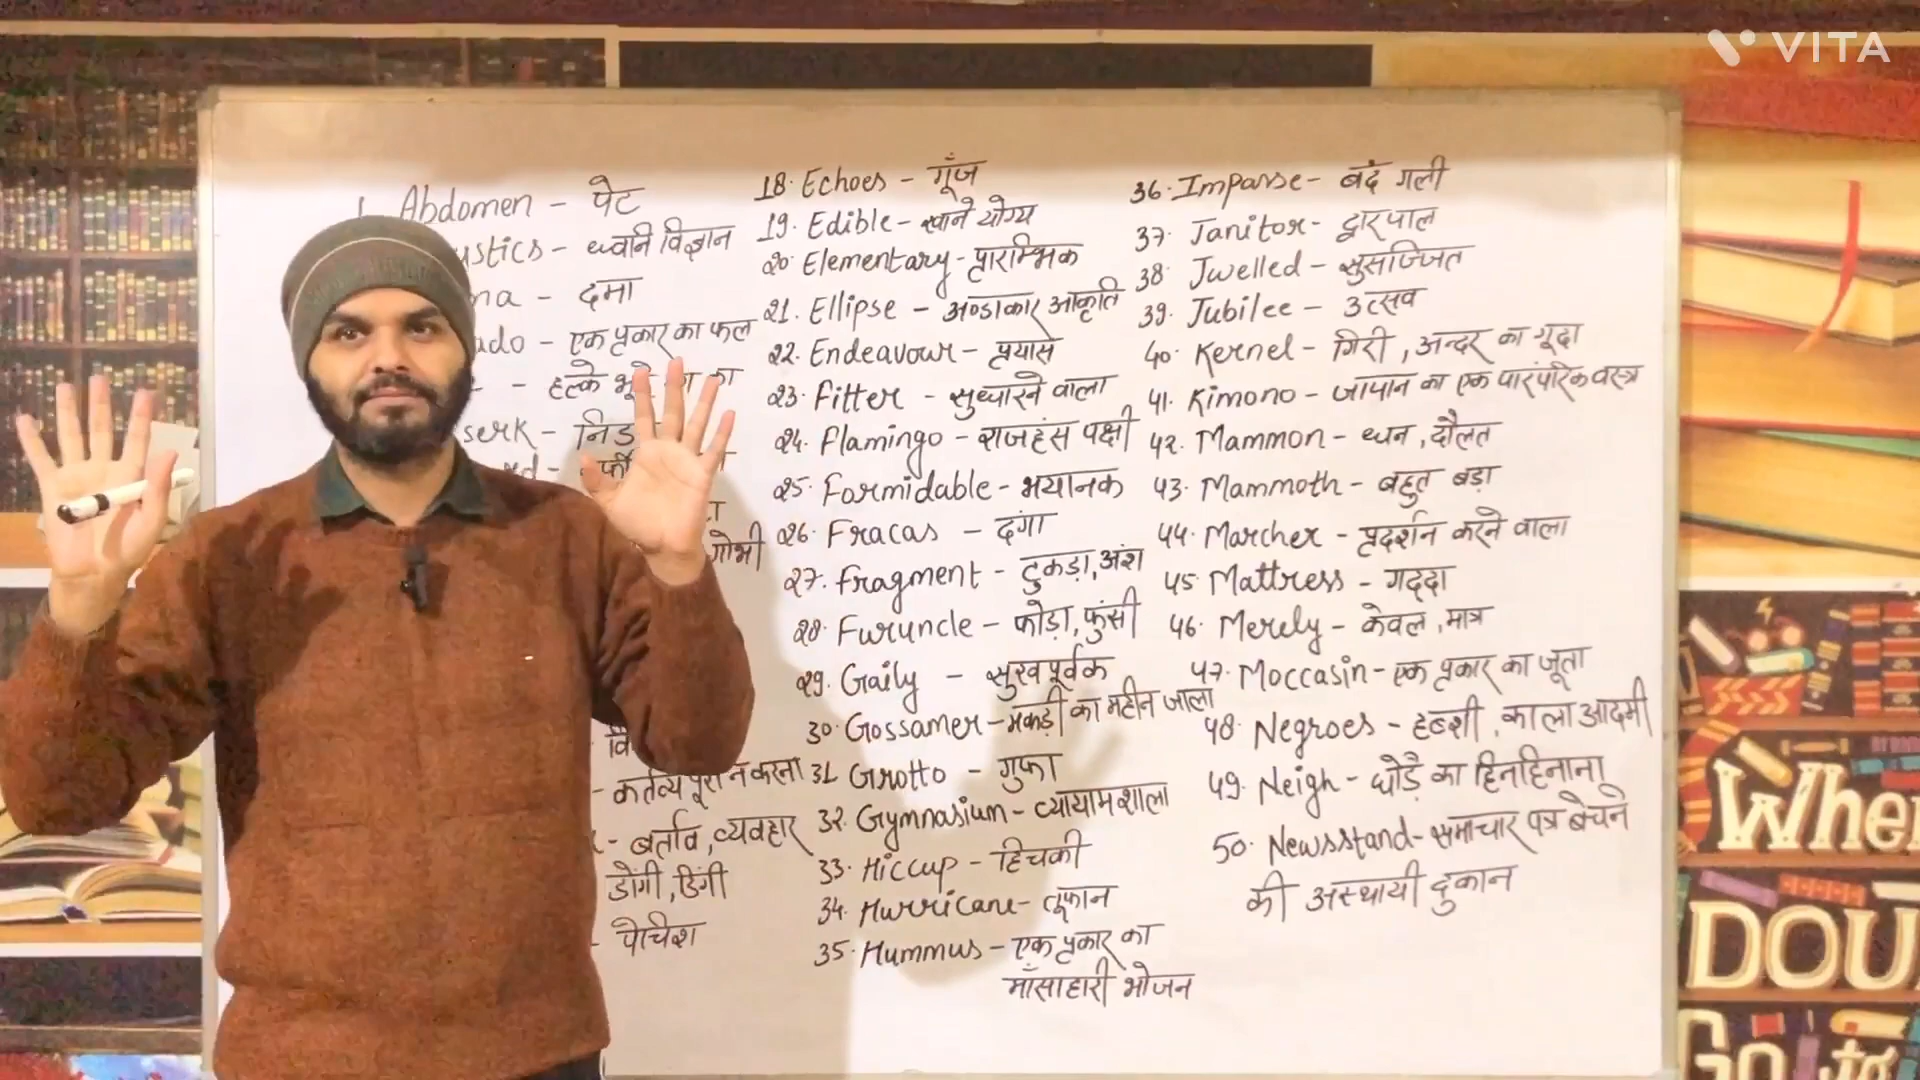 VITA
1. Abdomen - पेट
ustics - ध्वनि विज्ञान
ma - दमा
ado - एक प्रकार का फल
- हल्के भूरे का
serk - निड
गोभी
- कर्तव्य पूरा न करना
- बर्ताव, व्यवहार
डोंगी, डिंगी
- पेचिश
18. Echoes - गूँज
19. Edible - खाने योग्य
20. Elementary - प्रारम्भिक
21. Ellipse - अण्डाकार आकृति
22. Endeavour - प्रयास
23. Fitter - सुधारने वाला
24. Flamingo - राजहंस पक्षी
25. Formidable - भयानक
26. Fracas - दंगा
27. Fragment - टुकड़ा, अंश
28. Furuncle - फोड़ा, फुंसी
29. Gaily - सुखपूर्वक
30. Gossamer - मकड़ी का महीन जाला
31. Grotto - गुफा
32. Gymnasium - व्यायामशाला
33. Hiccup - हिचकी
34. Hurricane - तूफान
35. Hummus - एक प्रकार का
माँसाहारी भोजन
36. Impasse - बंद गली
37. Janitor - द्वारपाल
38. Jwelled - सुसज्जित
39. Jubilee - उत्सव
40. Kernel - गिरी, अन्दर का गूदा
41. Kimono - जापान का एक पारंपरिक वस्त्र
42. Mammon - धन, दौलत
43. Mammoth - बहुत बड़ा
44. Marcher - प्रदर्शन करने वाला
45. Mattress - गद्दा
46. Merely - केवल, मात्र
47. Moccasin - एक प्रकार का जूता
48. Negroes - हब्शी, काला आदमी
49. Neigh - घोड़ै का हिनहिनाना
50. Newsstand - समाचार पत्र बेचने
की अस्थायी दुकान
Whe
DOU
Go to